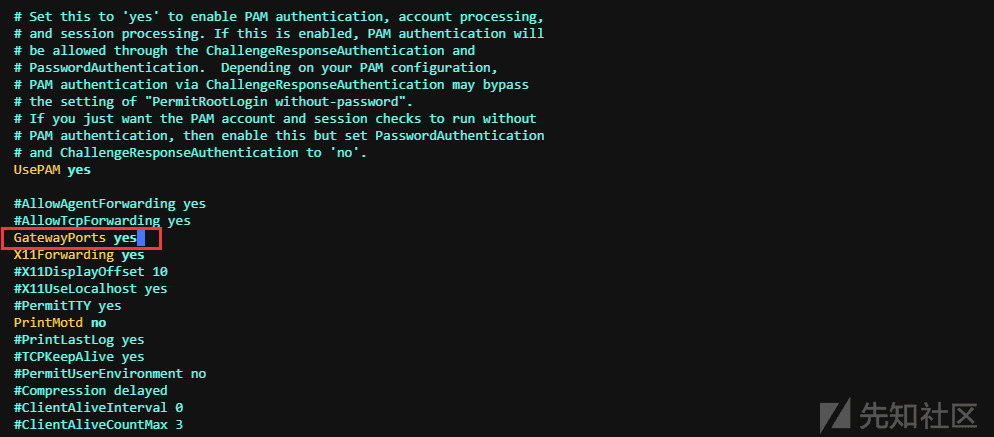 # Set this to 'yes' to enable PAM authentication, account processing,
# and session processing. If this is enabled, PAM authentication will
# be allowed through the ChallengeResponseAuthentication and
# PasswordAuthentication.  Depending on your PAM configuration,
# PAM authentication via ChallengeResponseAuthentication may bypass
# the setting of "PermitRootLogin without-password".
# If you just want the PAM account and session checks to run without
# PAM authentication, then enable this but set PasswordAuthentication
# and ChallengeResponseAuthentication to 'no'.
UsePAM yes
#AllowAgentForwarding yes
#AllowTcpForwarding yes
GatewayPorts yes
X11Forwarding yes
#X11DisplayOffset 10
#X11UseLocalhost yes
#PermitTTY yes
PrintMotd no
#PrintLastLog yes
#TCPKeepAlive yes
#PermitUserEnvironment no
#Compression delayed
#ClientAliveInterval 0
#ClientAliveCountMax 3
先知社区